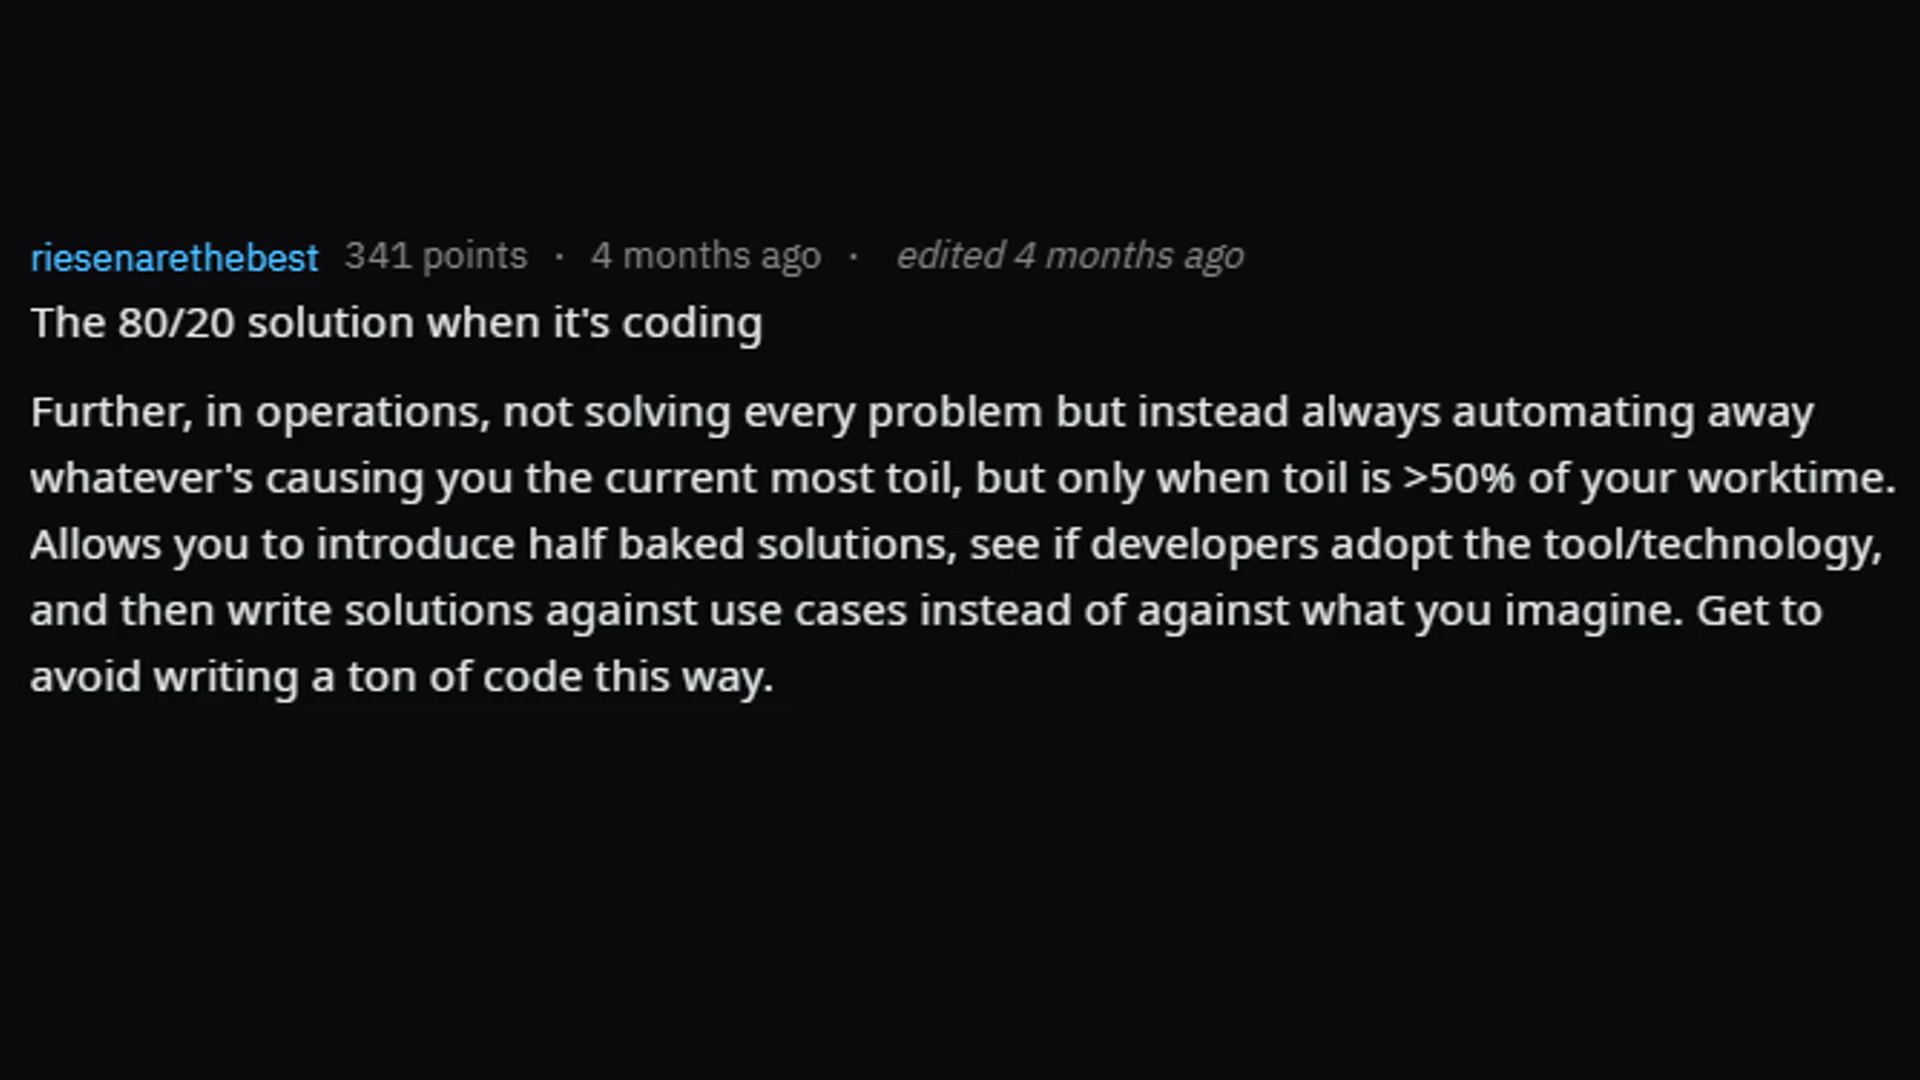 riesenarethebest 341 points · 4 months ago · edited 4 months ago
The 80/20 solution when it's coding
Further, in operations, not solving every problem but instead always automating away
whatever's causing you the current most toil, but only when toil is >50% of your worktime.
Allows you to introduce half baked solutions, see if developers adopt the tool/technology,
and then write solutions against use cases instead of against what you imagine. Get to
avoid writing a ton of code this way.